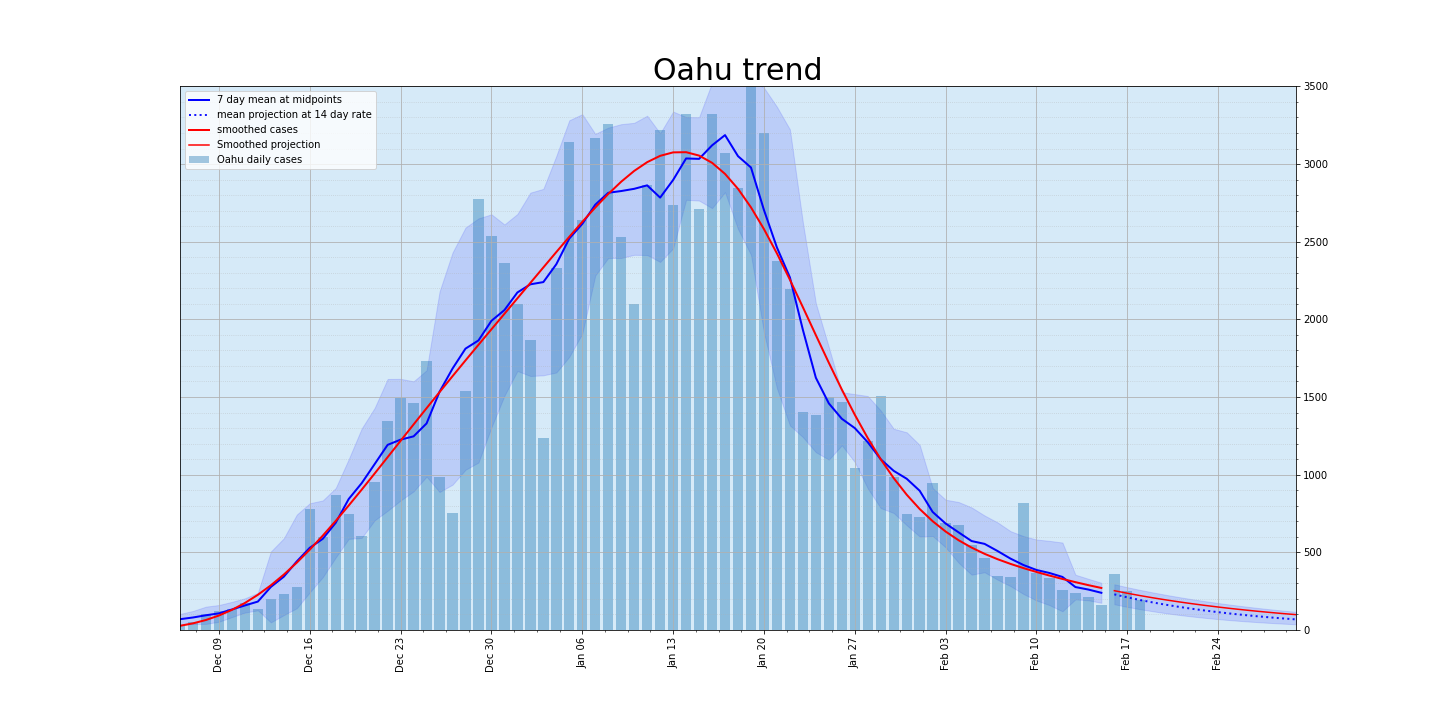 Oahu trend
7 day mean at midpoints
mean projection at 14 day rate
smoothed cases
Smoothed projection
Oahu daily cases
3500
3000
2500
2000
1500
1000
500
0
Dec 09
Dec 16
Dec 23
Dec 30
Jan 06
Jan 13
Jan 20
Jan 27
Feb 03
Feb 10
Feb 17
Feb 24